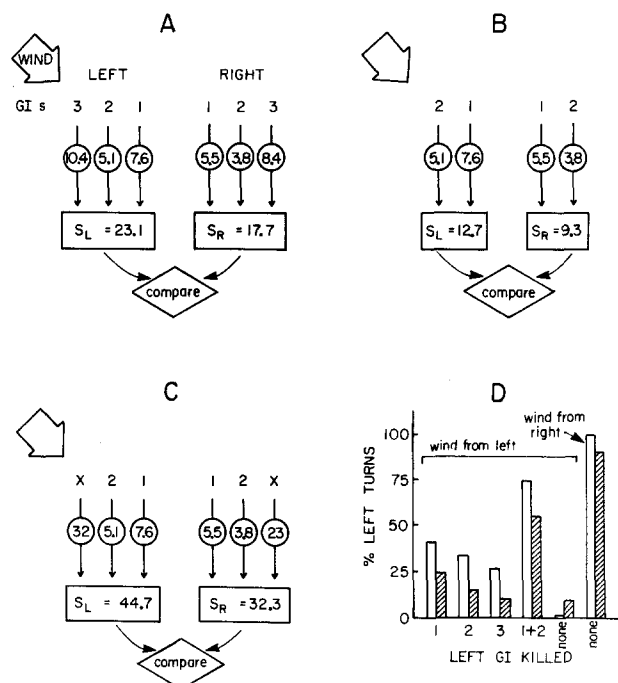 A
WIND
LEFT RIGHT
GI s 3 2 1 1 2 3
10.4 5.1 7.6 5.5 3.8 8.4
S_L = 23.1 S_R = 17.7
compare
B
2 1 1 2
5.1 7.6 5.5 3.8
S_L = 12.7 S_R = 9.3
compare
C
X 2 1 1 2 X
32 5.1 7.6 5.5 3.8 23
S_L = 44.7 S_R = 32.3
compare
D
wind from
right
wind from left
100
75
50
25
0
% LEFT TURNS
1 2 3 1+2 none none
LEFT GI KILLED